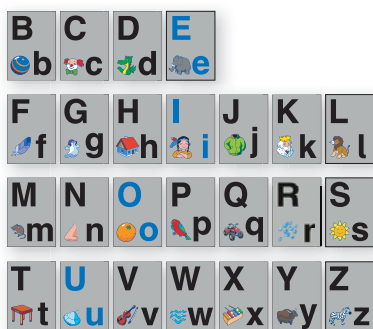 B b C c D d E e
F f G g H h I i J j K k L l
M m N n O o P p Q q R r S s
T t U u V v W w X x Y y Z z